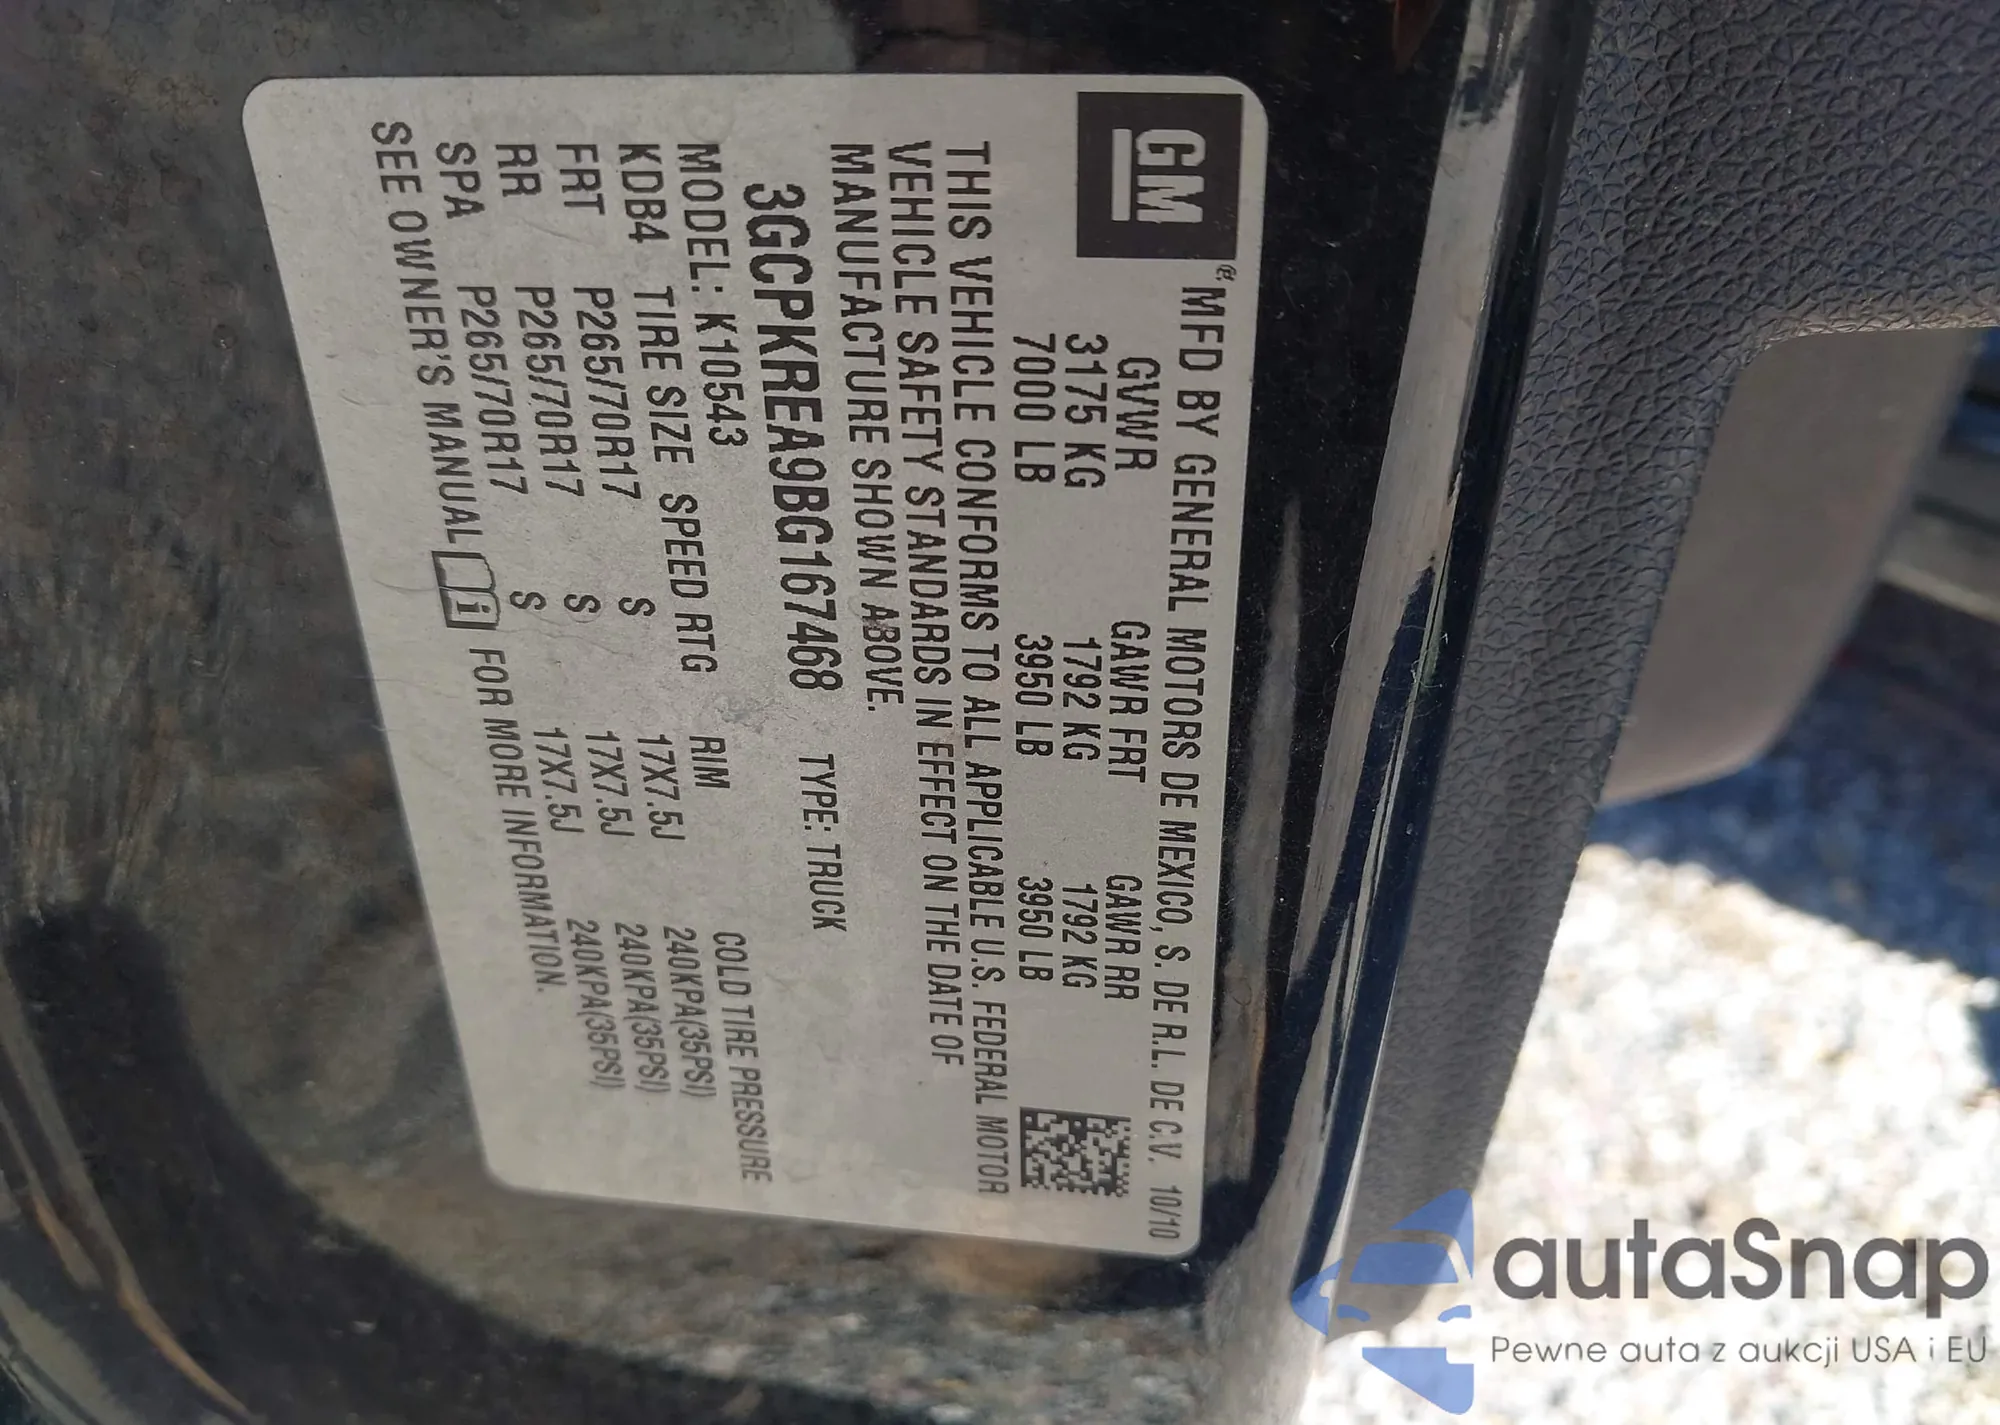 GM
® MFD BY GENERAL MOTORS DE MEXICO, S. DE R.L. DE C.V. 10/10
GVWR GAWR FRT GAWR RR
3175 KG 1792 KG 1792 KG
7000 LB 3950 LB 3950 LB
THIS VEHICLE CONFORMS TO ALL APPLICABLE U.S. FEDERAL MOTOR
VEHICLE SAFETY STANDARDS IN EFFECT ON THE DATE OF
MANUFACTURE SHOWN ABOVE.
3GCPKREA9BG167468 TYPE: TRUCK
MODEL: K10543
KDB4 TIRE SIZE SPEED RTG RIM COLD TIRE PRESSURE
FRT P265/70R17 S 17X7.5J 240KPA(35PSI)
RR P265/70R17 S 17X7.5J 240KPA(35PSI)
SPA P265/70R17 S 17X7.5J 240KPA(35PSI)
SEE OWNER'S MANUAL i FOR MORE INFORMATION.
autaSnap
Pewne auta z aukcji USA i EU